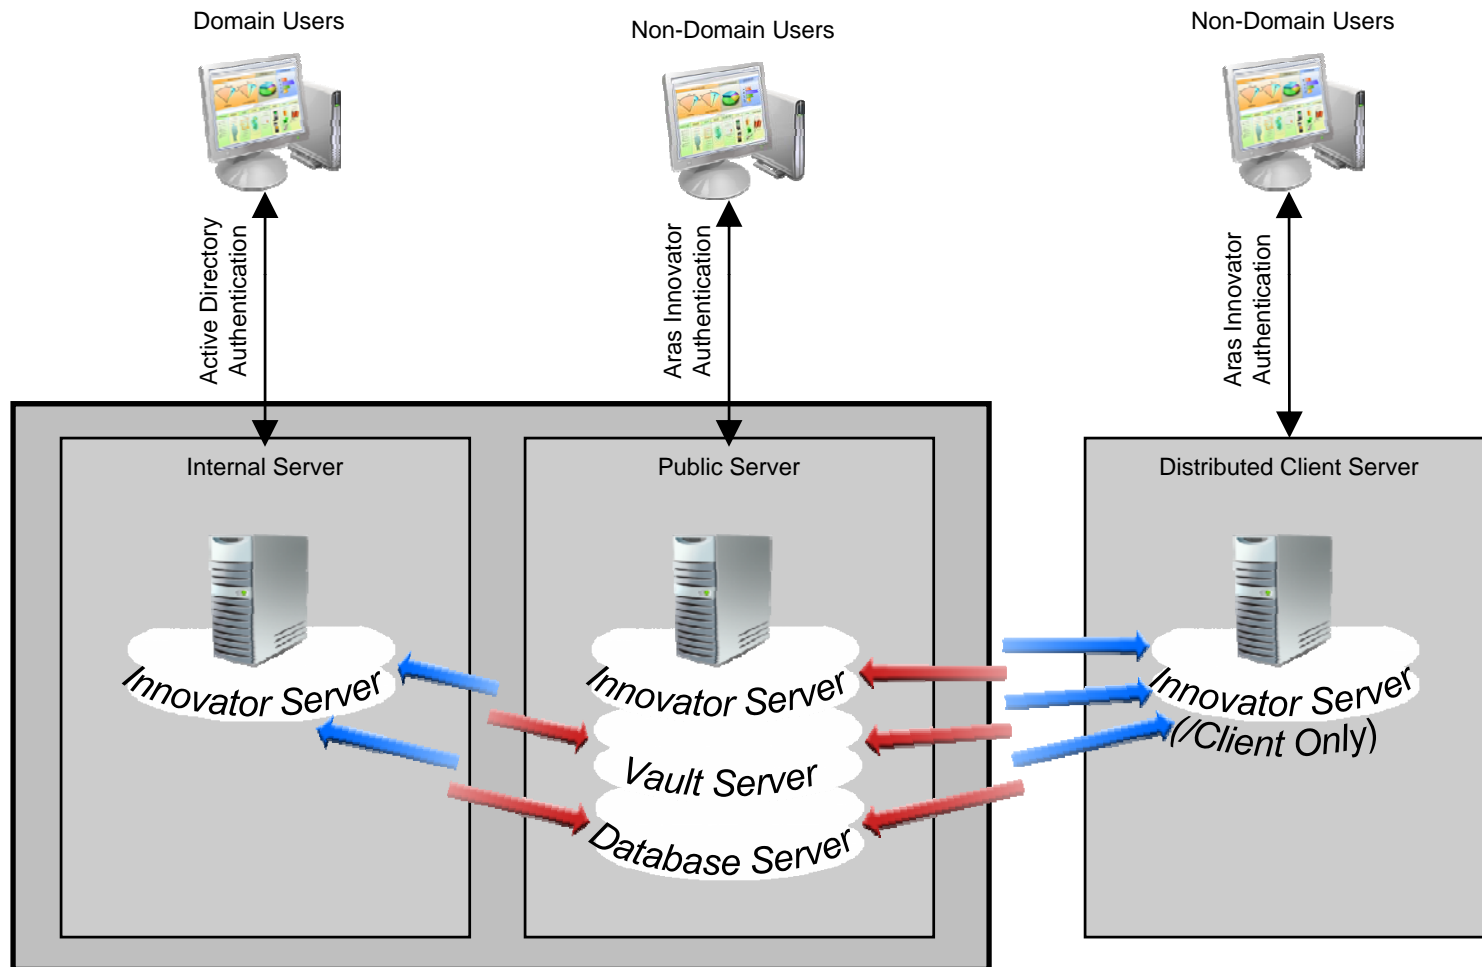 Domain Users
Non-Domain Users
Non-Domain Users
Active Directory
Authentication
Aras Innovator
Authentication
Aras Innovator
Authentication
Internal Server
Public Server
Distributed Client Server
Innovator Server
Innovator Server
Vault Server
Database Server
Innovator Server
(/Client Only)